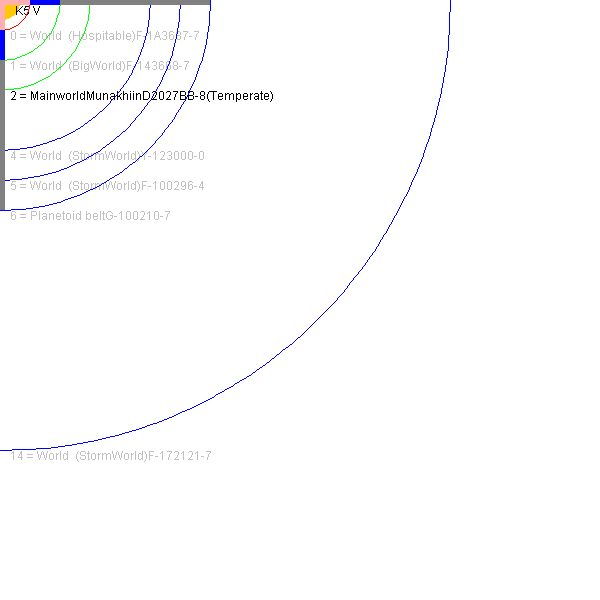 K5 V
0 = World  (Hospitable)F-1A3637-7
1 = World  (BigWorld)F-143688-7
2 = MainworldMunakhiinD2027BB-8(Temperate)
4 = World  (StormWorld)Y-123000-0
5 = World  (StormWorld)F-100296-4
6 = Planetoid beltG-100210-7
14 = World  (StormWorld)F-172121-7